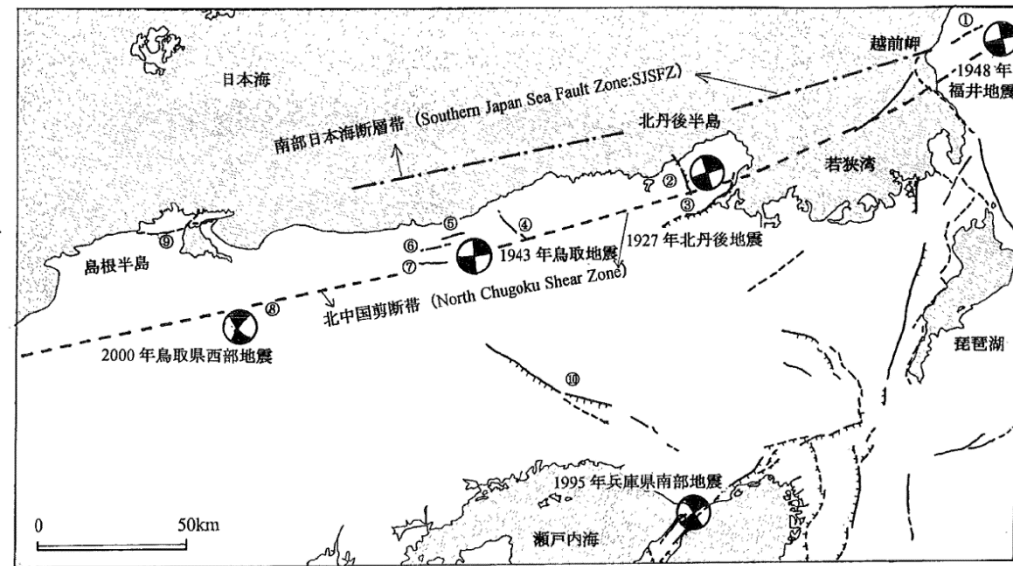 ①
越前岬
1948年
福井地震
日本海
南部日本海断層帯（Southern Japan Sea Fault Zone:SJSFZ）
北丹後半島
若狭湾
②
③
1927年北丹後地震
④
⑤
⑥
⑦
1943年鳥取地震
⑨
島根半島
北中国剪断帯（North Chugoku Shear Zone）
⑧
2000年鳥取県西部地震
琵琶湖
⑩
1995年兵庫県南部地震
瀬戸内海
0
50km